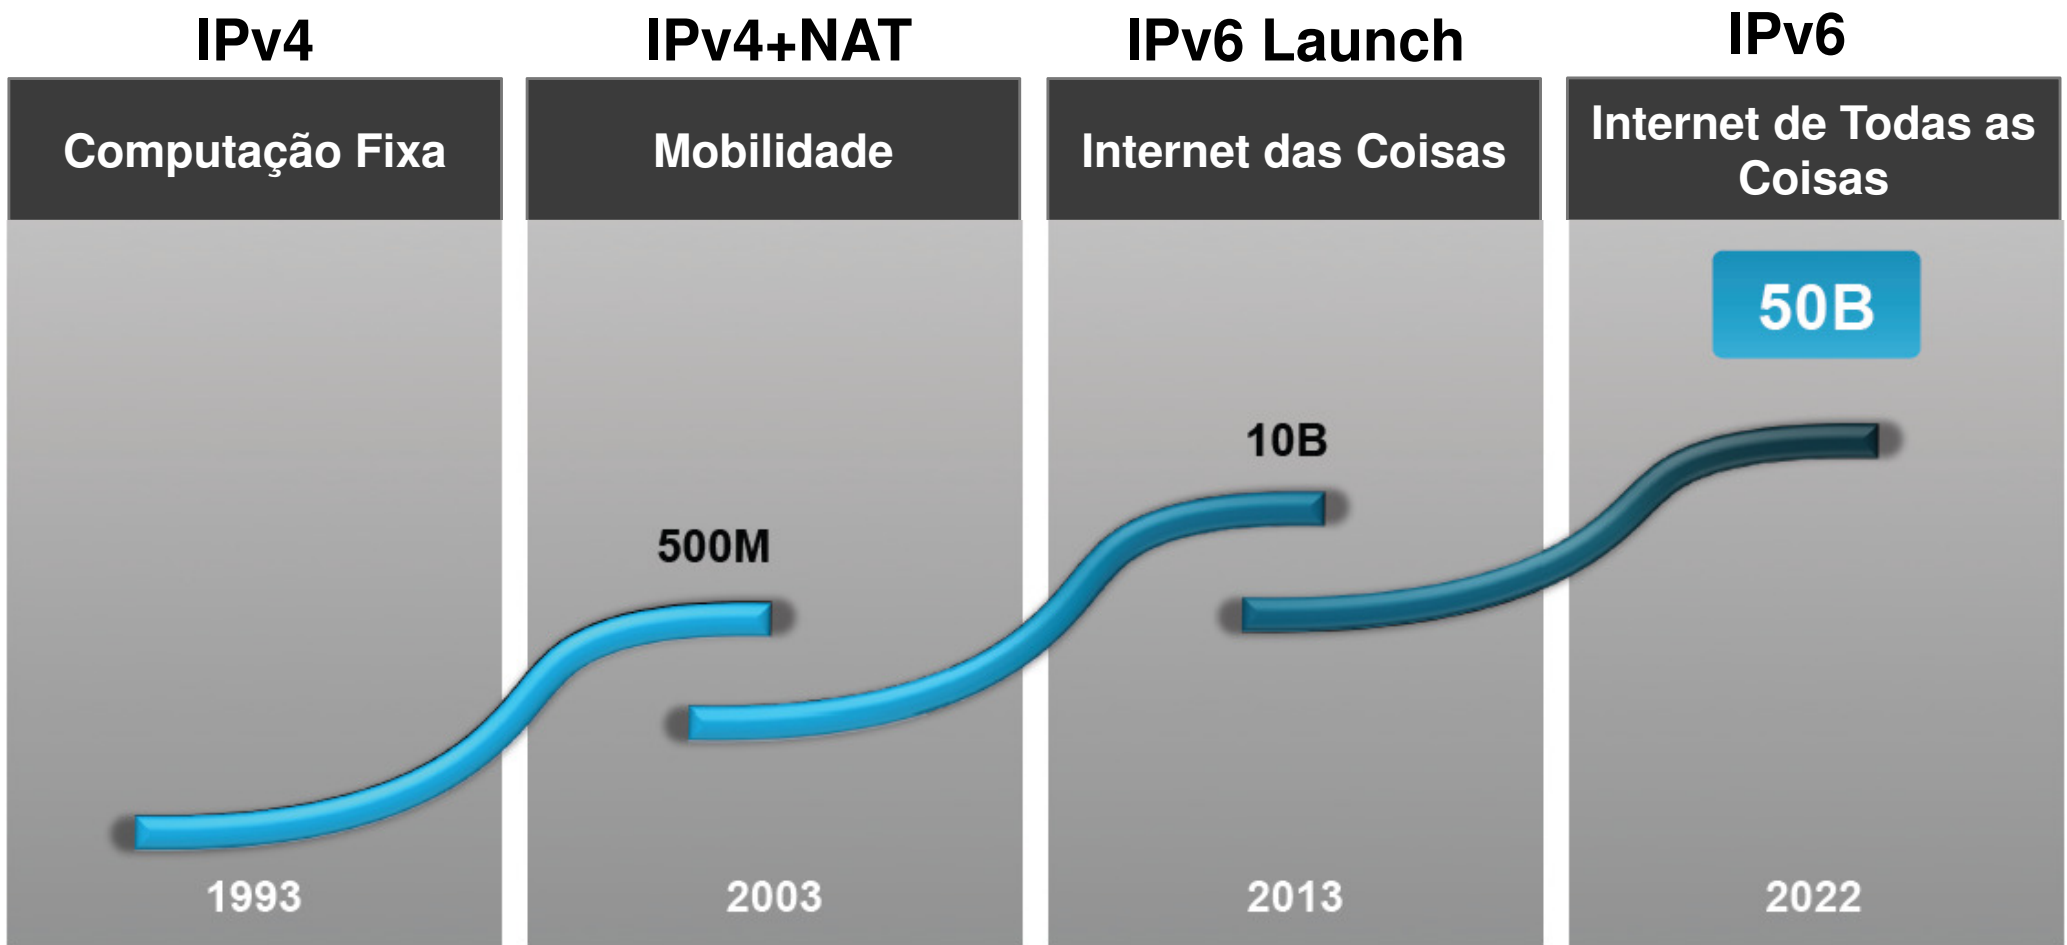 IPv4
IPv4+NAT
IPv6 Launch
IPv6
Computação Fixa
Mobilidade
Internet das Coisas
Internet de Todas as
Coisas
50B
10B
500M
1993
2003
2013
2022